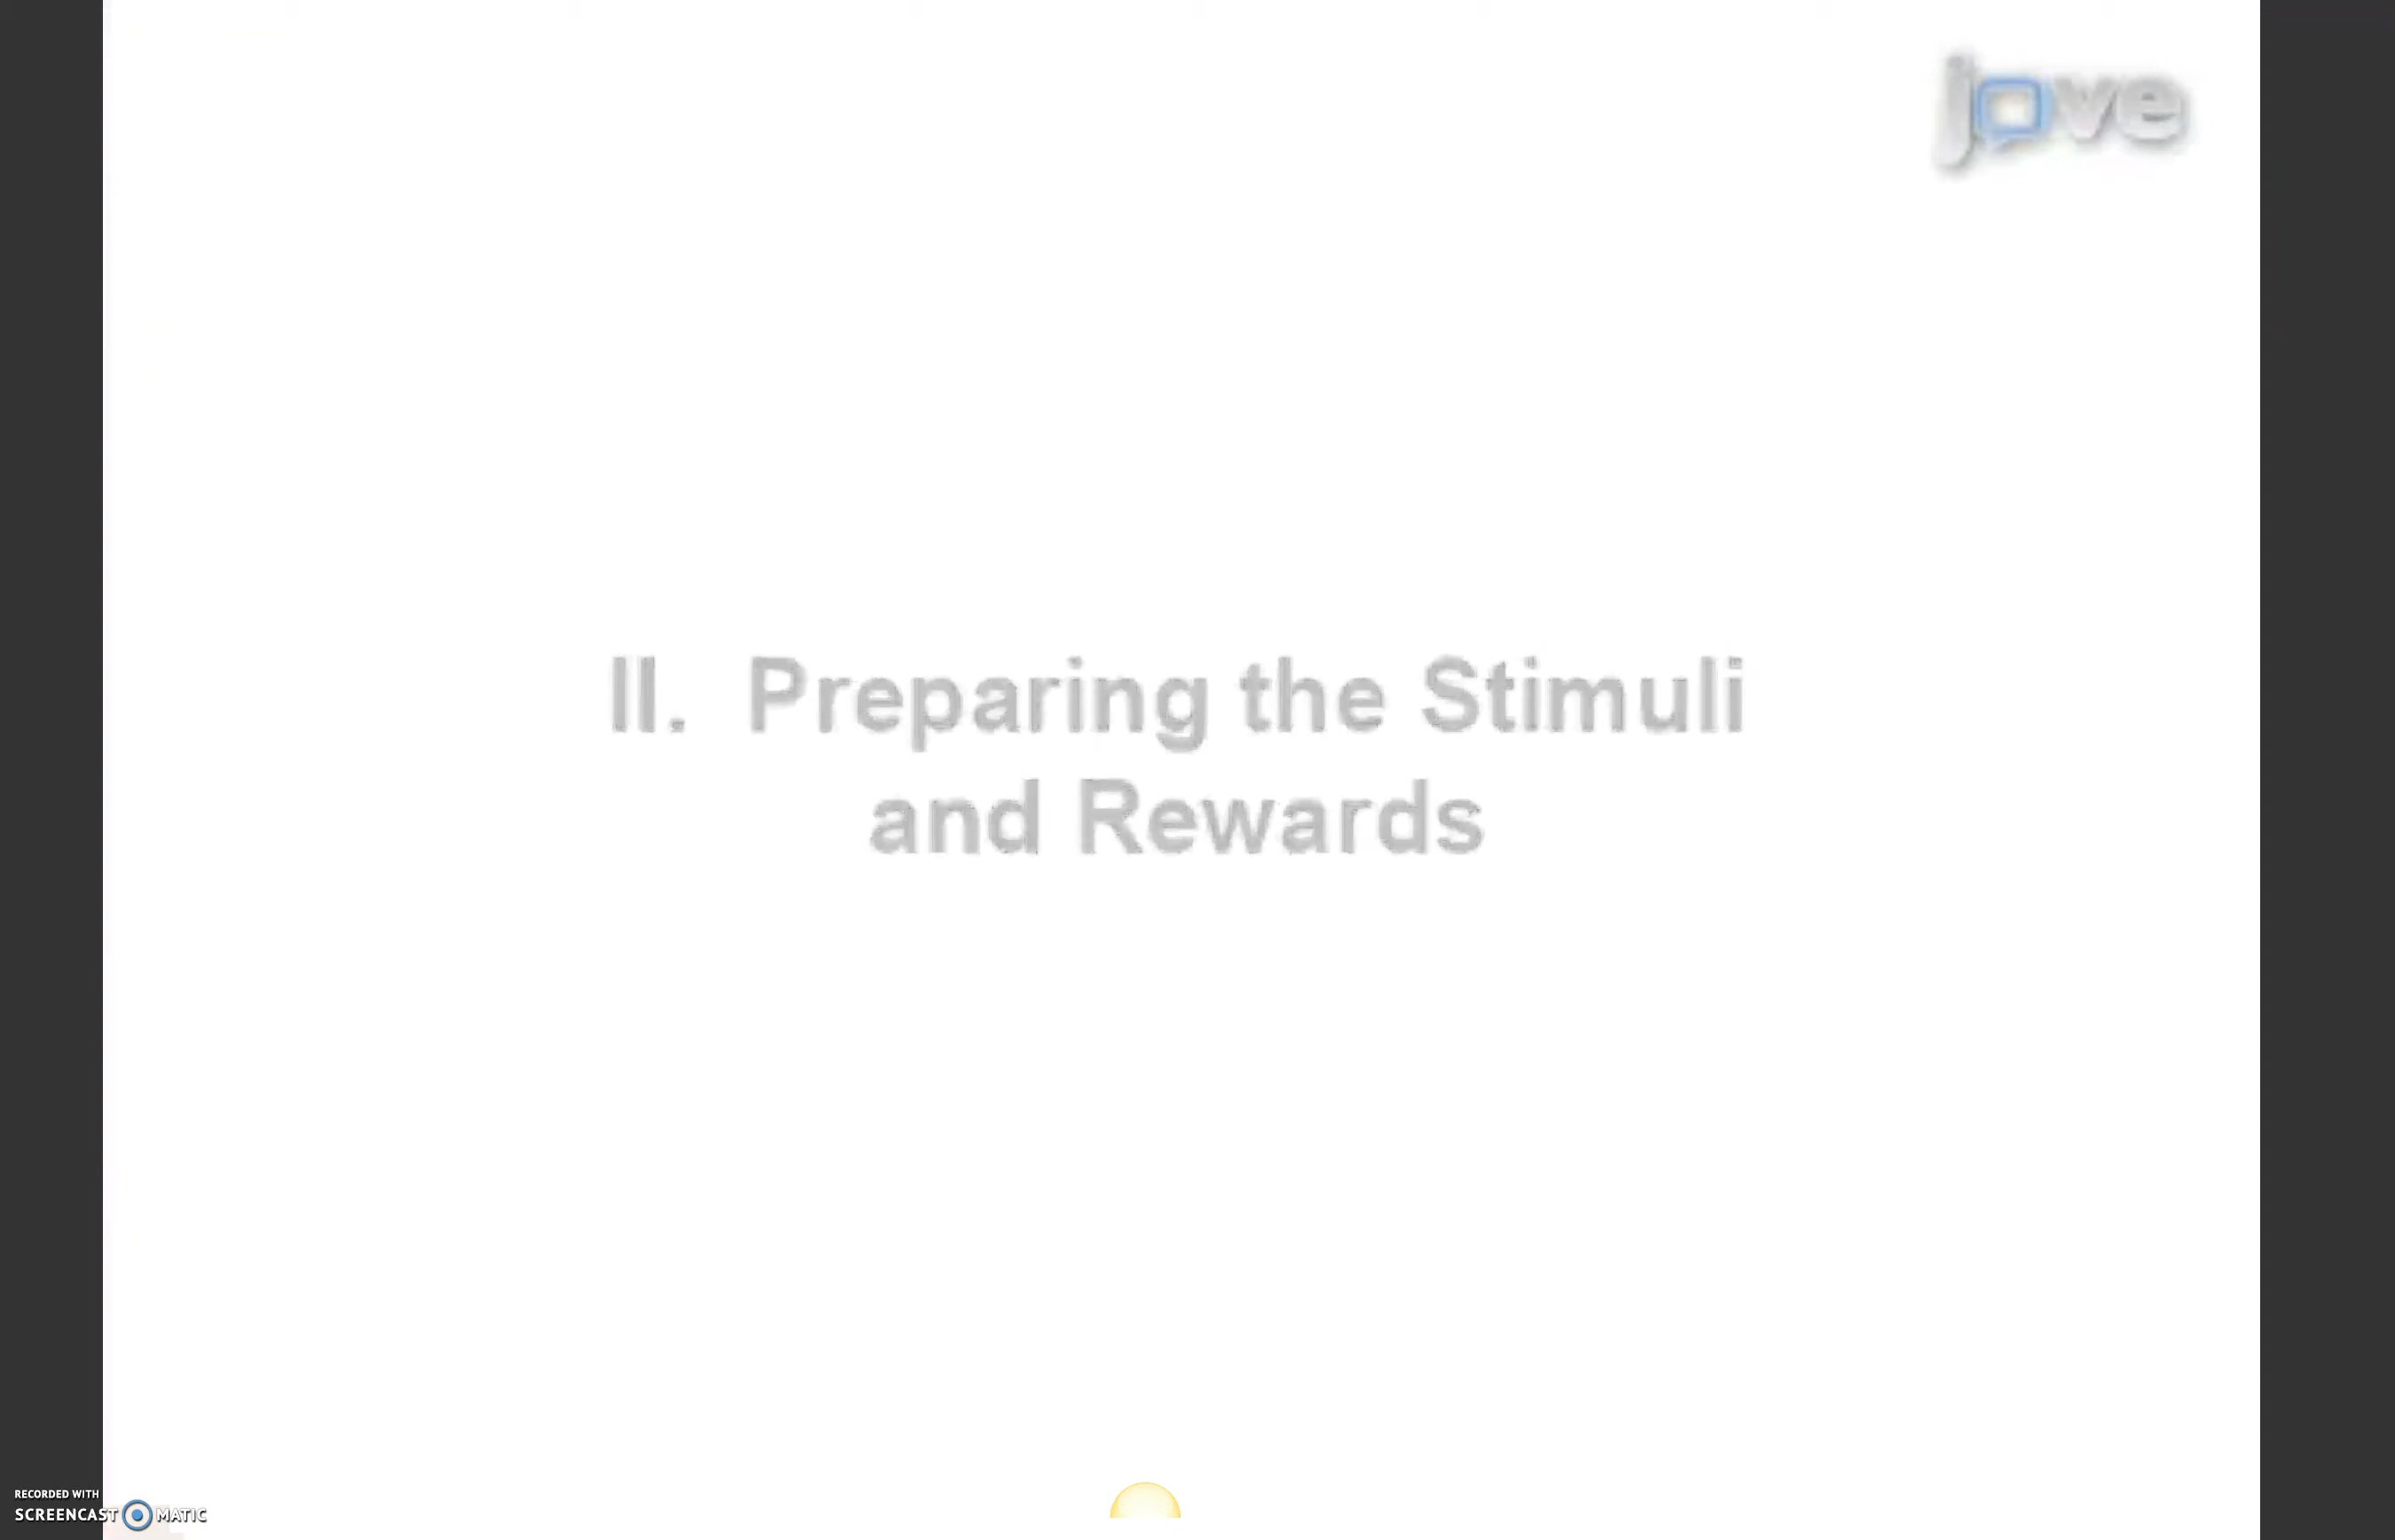 jove
II. Preparing the Stimuli
and Rewards
RECORDED WITH
SCREENCAST MATIC